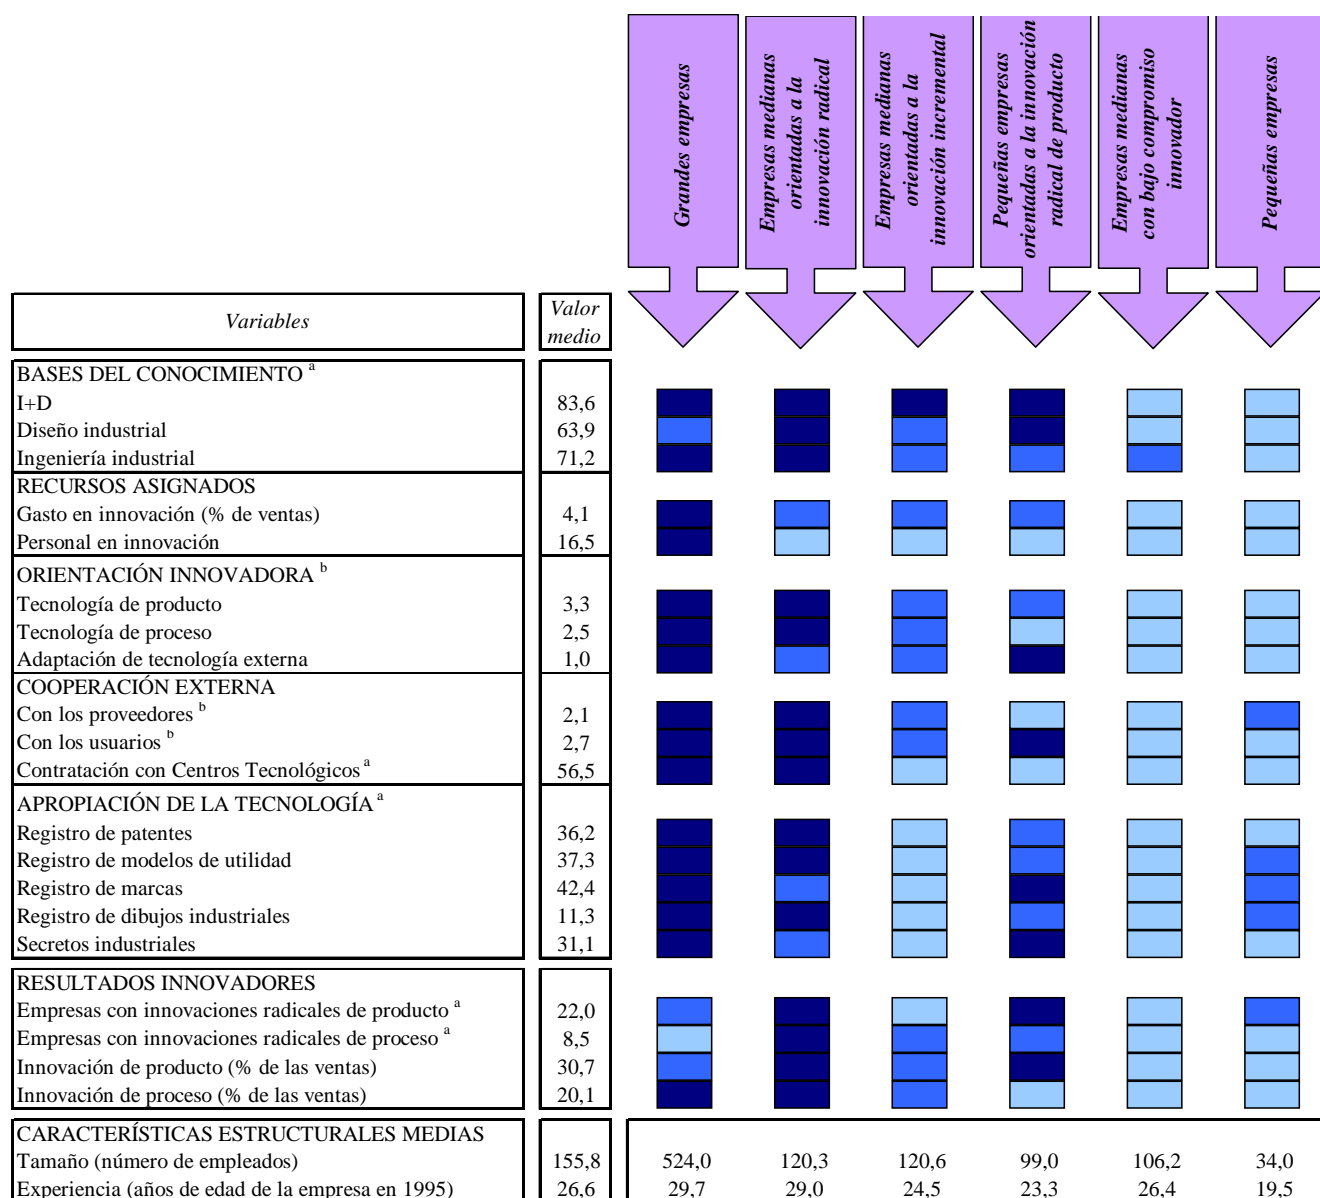 Grandes empresas
Empresas medianas
orientadas a la
innovación radical
Empresas medianas
orientadas a la
innovación incremental
Pequeñas empresas
orientadas a la innovación
radical de producto
Empresas medianas
con bajo compromiso
innovador
Pequeñas empresas
Variables
Valor
medio
BASES DEL CONOCIMIENTO a
I+D 83,6
Diseño industrial 63,9
Ingeniería industrial 71,2
RECURSOS ASIGNADOS
Gasto en innovación (% de ventas) 4,1
Personal en innovación 16,5
ORIENTACIÓN INNOVADORA b
Tecnología de producto 3,3
Tecnología de proceso 2,5
Adaptación de tecnología externa 1,0
COOPERACIÓN EXTERNA
Con los proveedores b 2,1
Con los usuarios b 2,7
Contratación con Centros Tecnológicos a 56,5
APROPIACIÓN DE LA TECNOLOGÍA a
Registro de patentes 36,2
Registro de modelos de utilidad 37,3
Registro de marcas 42,4
Registro de dibujos industriales 11,3
Secretos industriales 31,1
RESULTADOS INNOVADORES
Empresas con innovaciones radicales de producto a 22,0
Empresas con innovaciones radicales de proceso a 8,5
Innovación de producto (% de las ventas) 30,7
Innovación de proceso (% de las ventas) 20,1
CARACTERÍSTICAS ESTRUCTURALES MEDIAS
Tamaño (número de empleados) 155,8 524,0 120,3 120,6 99,0 106,2 34,0
Experiencia (años de edad de la empresa en 1995) 26,6 29,7 29,0 24,5 23,3 26,4 19,5